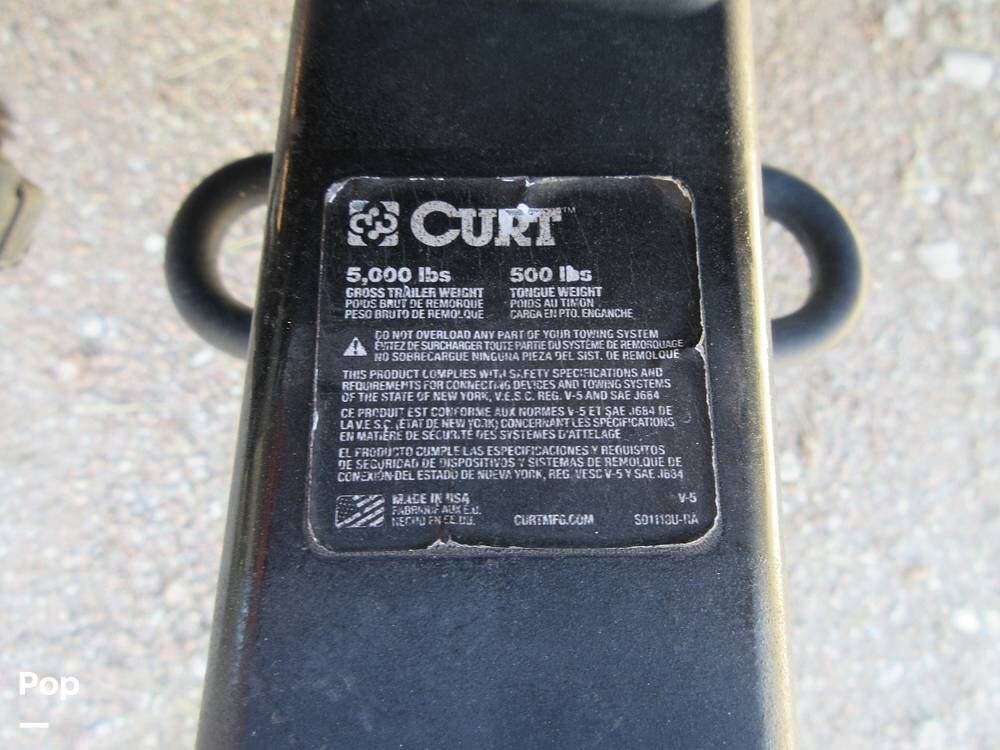 CURT™
5,000 lbs 500 lbs
GROSS TRAILER WEIGHT TONGUE WEIGHT
POIDS BRUT DE REMORQUE POIDS AU TIMON
PESO BRUTO DE REMOLQUE CARGA EN PTO. ENGANCHE
DO NOT OVERLOAD ANY PART OF YOUR TOWING SYSTEM
ÉVITEZ DE SURCHARGER TOUTE PARTIE DU SYSTÈME DE REMORQUAGE
NO SOBRECARGUE NINGUNA PIEZA DEL SIST. DE REMOLQUE
THIS PRODUCT COMPLIES WITH SAFETY SPECIFICATIONS AND
REQUIREMENTS FOR CONNECTING DEVICES AND TOWING SYSTEMS
OF THE STATE OF NEW YORK, V.E.S.C. REG. V-5 AND SAE J684
CE PRODUIT EST CONFORME AUX NORMES V-5 ET SAE J684 DE
LA V.E.S.C. (ÉTAT DE NEW YORK) CONCERNANT LES SPÉCIFICATIONS
EN MATIÈRE DE SÉCURITÉ DES SYSTÈMES D'ATTELAGE
EL PRODUCTO CUMPLE LAS ESPECIFICACIONES Y REQUISITOS
DE SEGURIDAD DE DISPOSITIVOS Y SISTEMAS DE REMOLQUE DE
CONEXIÓN DEL ESTADO DE NUEVA YORK, REG. VESC V-5 Y SAE J684
MADE IN USA V-5
FABRIQUÉ AUX É.U.
HECHO EN EE.UU. CURTMFG.COM
Pop